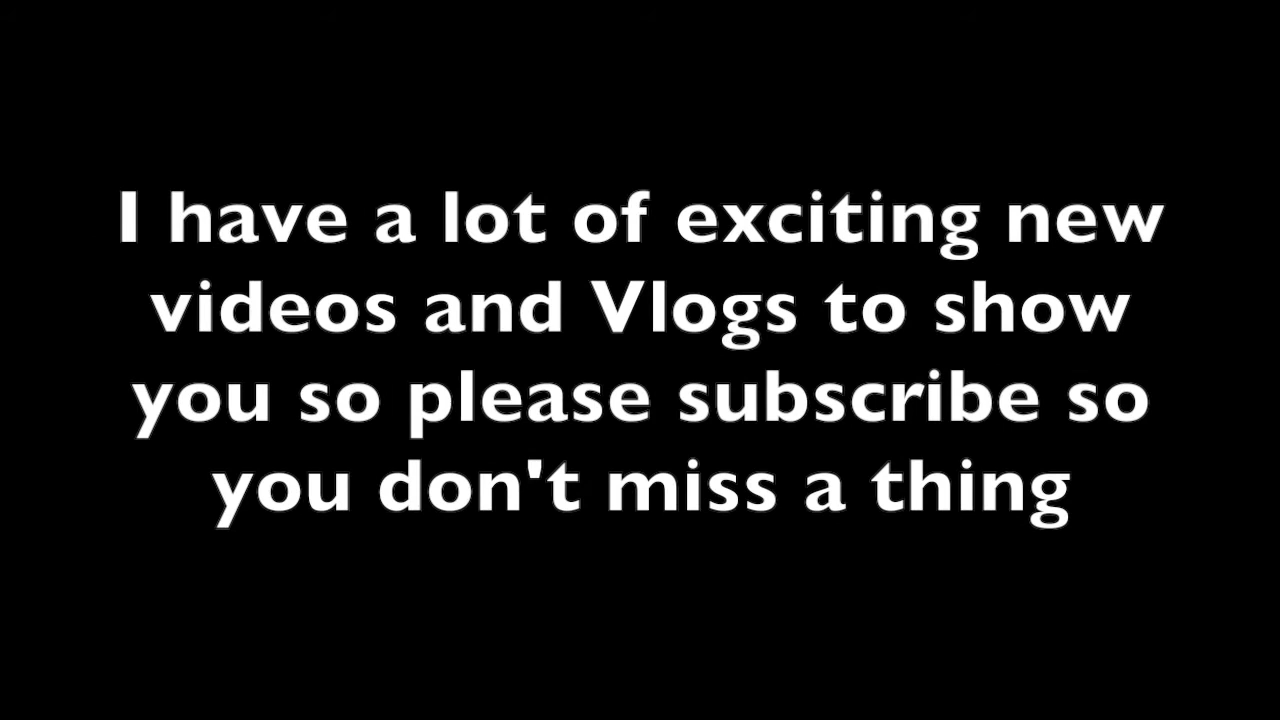 I have a lot of exciting new
videos and Vlogs to show
you so please subscribe so
you don't miss a thing